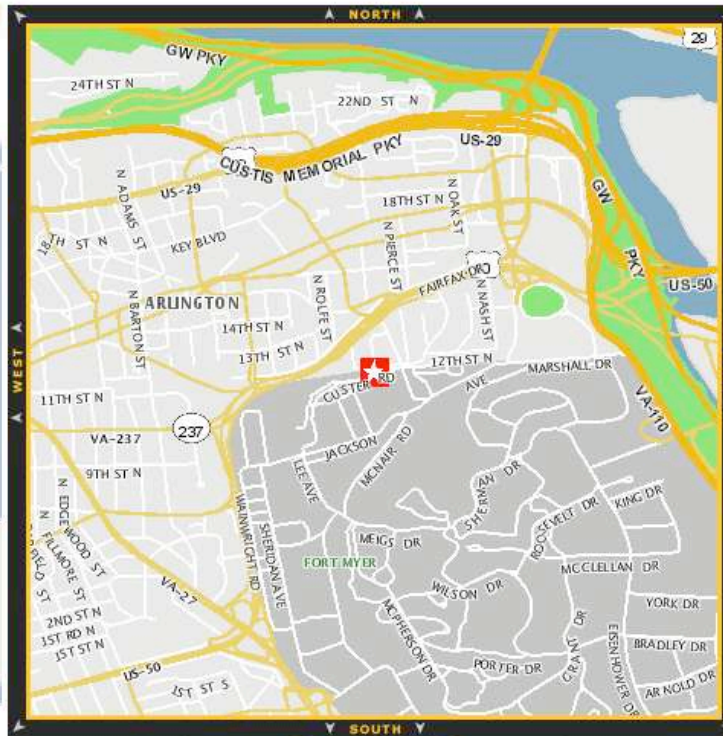 NORTH
29
GW PKY
24TH ST N
22ND ST N
US-29
CUSTIS MEMORIAL PKY
N ADAMS ST
US-29
N OAK ST
GW
PKY
18TH ST N
18TH ST N
KEY BLVD
N PIERCE ST
FAIRFAX DR
US-50
ARLINGTON
N ROLFE ST
N NASH ST
N BARTON ST
14TH ST N
13TH ST N
12TH ST N
WEST
MARSHALL DR
AVE
CUSTER RD
11TH ST N
VA-110
237
VA-237
JACKSON
MCNAIR RD
9TH ST N
LEE AVE
SHERMAN DR
KING DR
ROOSEVELT DR
N EDGEWOOD ST
WAINWRIGHT RD
SHERIDAN AVE
N FILLMORE ST
MEIGS DR
FORT MYER
MCCLELLAN DR
WILSON DR
VA-27
YORK DR
2ND ST N
MCPHERSON DR
1ST RD N
GRANT DR
EISENHOWER DR
BRADLEY DR
1ST ST N
PORTER DR
US-50
1ST ST S
ARNOLD DR
SOUTH